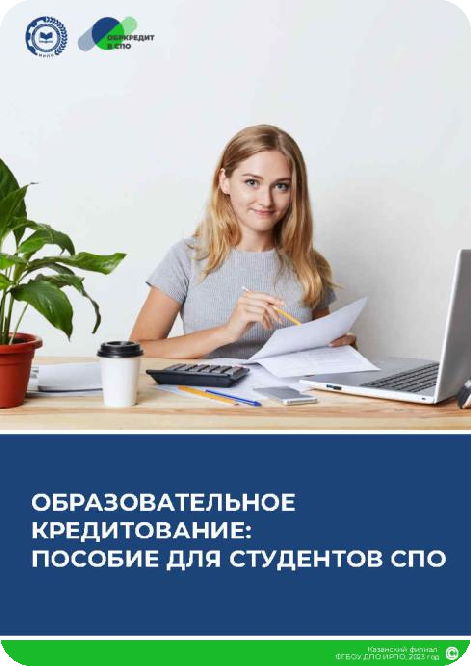 ОБРКРЕДИТ
В СПО
ОБРАЗОВАТЕЛЬНОЕ
КРЕДИТОВАНИЕ:
ПОСОБИЕ ДЛЯ СТУДЕНТОВ СПО
Казанский филиал
ФГБОУ ДПО ИРПО, 2023 год